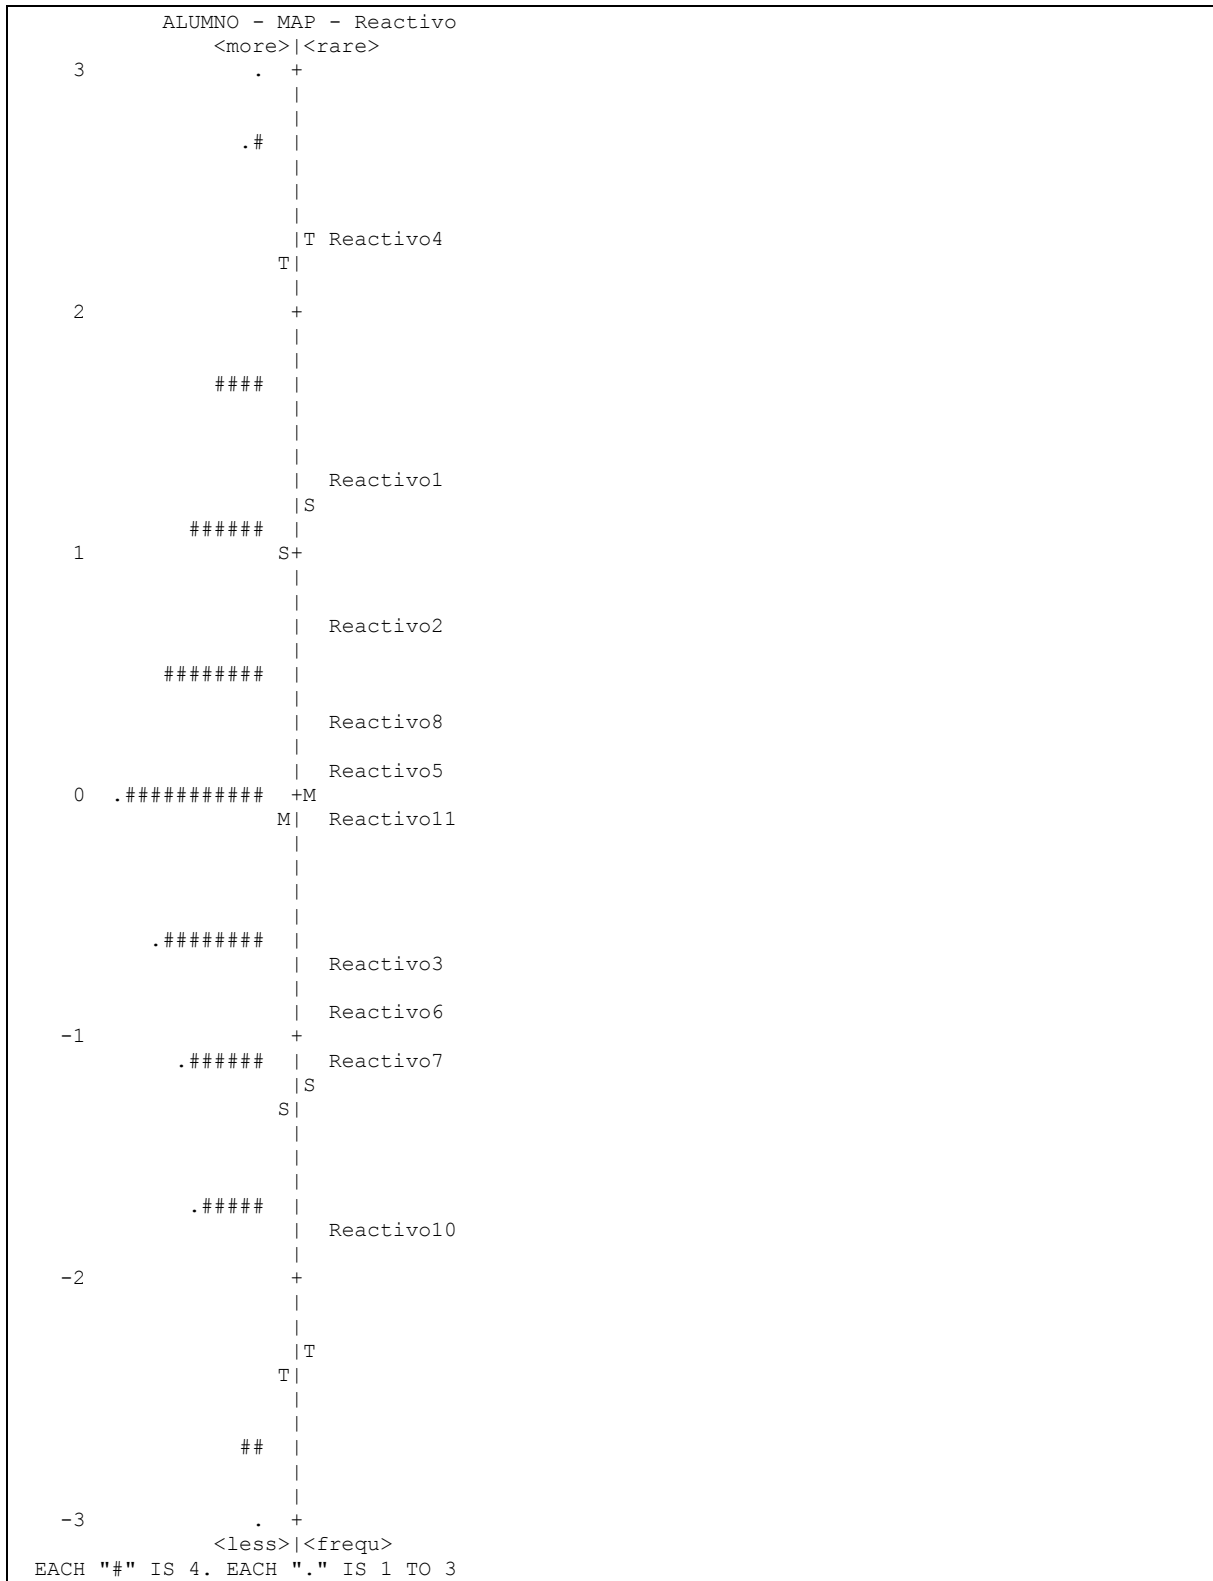 ALUMNO - MAP - Reactivo
<more>|<rare>
3 . +
|
|
.# |
|
|
|
|T Reactivo4
T|
|
2 +
|
|
#### |
|
|
|
| Reactivo1
|S
###### |
1 S+
|
|
| Reactivo2
|
######## |
|
| Reactivo8
|
| Reactivo5
0 .########### +M
M| Reactivo11
|
|
|
|
.######## |
| Reactivo3
|
| Reactivo6
-1 +
.###### | Reactivo7
|S
S|
|
|
|
.##### |
| Reactivo10
|
-2 +
|
|
|T
T|
|
|
## |
|
|
-3 . +
<less>|<frequ>
EACH "#" IS 4. EACH "." IS 1 TO 3